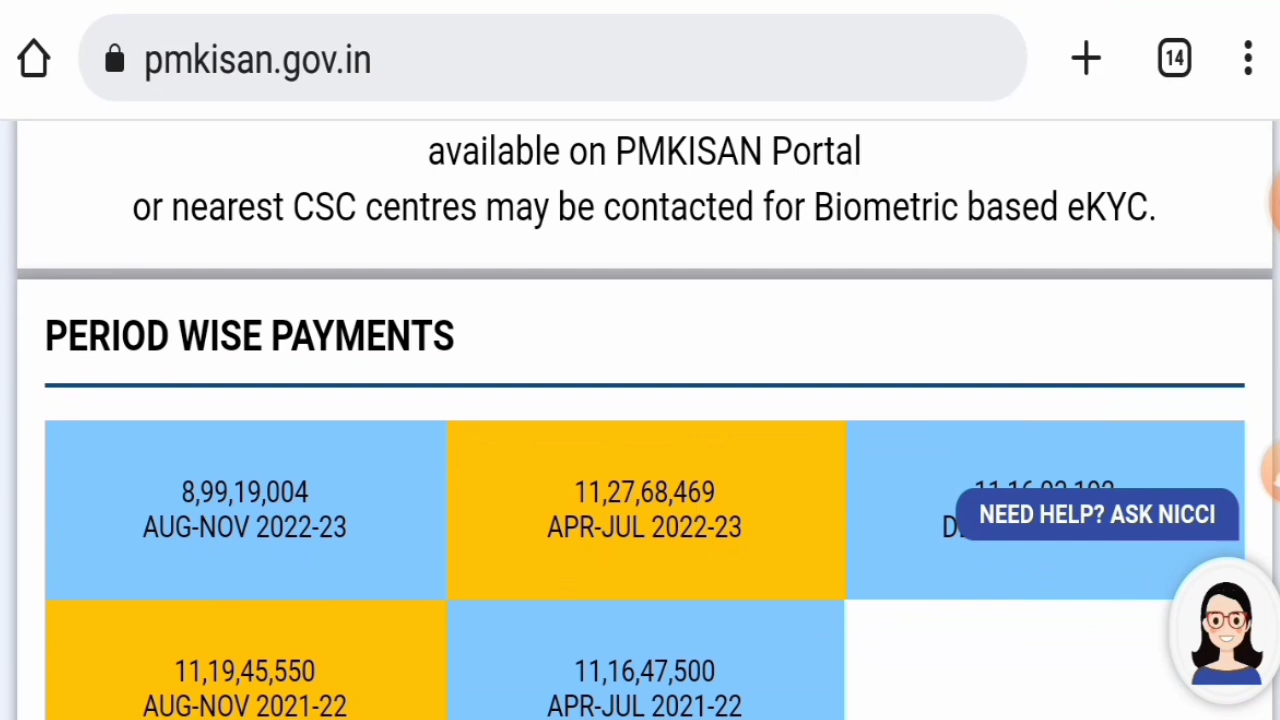 pmkisan.gov.in
14
available on PMKISAN Portal
or nearest CSC centres may be contacted for Biometric based eKYC.
PERIOD WISE PAYMENTS
8,99,19,004
AUG-NOV 2022-23
11,27,68,469
APR-JUL 2022-23
NEED HELP? ASK NICCI
11,19,45,550
AUG-NOV 2021-22
11,16,47,500
APR-JUL 2021-22